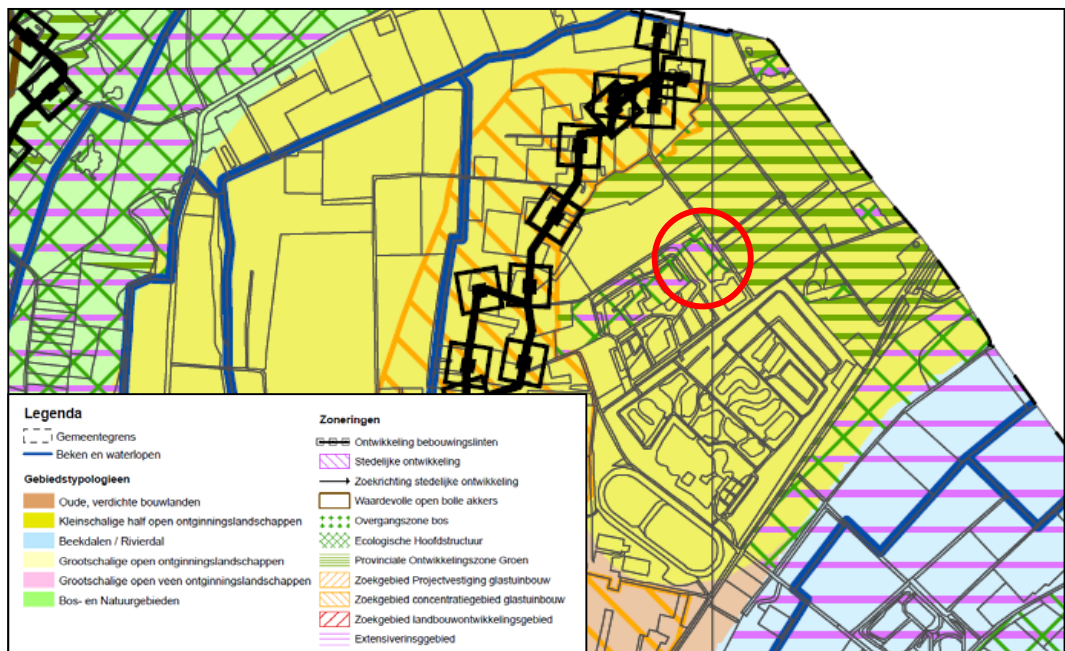 Legenda
Gemeentegrens
Beken en waterlopen
Gebiedstypologieen
Oude, verdichte bouwlanden
Kleinschalige half open ontginningslandschappen
Beekdalen / Rivierdal
Grootschalige open ontginningslandschappen
Grootschalige open veen ontginningslandschappen
Bos- en Natuurgebieden
Zoneringen
Ontwikkeling bebouwingslinten
Stedelijke ontwikkeling
Zoekrichting stedelijke ontwikkeling
Waardevolle open bolle akkers
Overgangszone bos
Ecologische Hoofdstructuur
Provinciale Ontwikkelingszone Groen
Zoekgebied Projectvestiging glastuinbouw
Zoekgebied concentratiegebied glastuinbouw
Zoekgebied landbouwontwikkelingsgebied
Extensiverinsggebied